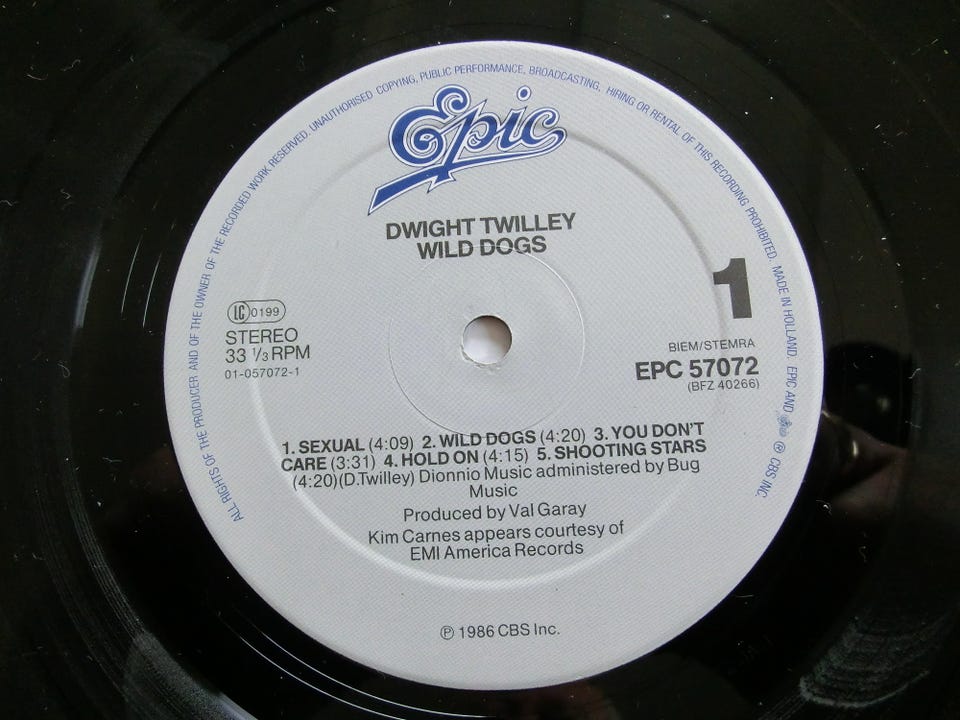 ALL RIGHTS OF THE PRODUCER AND OF THE OWNER OF THE RECORDED WORK RESERVED. UNAUTHORISED COPYING, PUBLIC PERFORMANCE, BROADCASTING, HIRING OR RENTAL OF THIS RECORDING PROHIBITED. MADE IN HOLLAND. EPIC AND Epic ℗ CBS INC.
Epic
DWIGHT TWILLEY
WILD DOGS
1
LC 0199
STEREO
33 1/3 RPM
01-057072-1
BIEM/STEMRA
EPC 57072
(BFZ 40266)
1. SEXUAL (4:09) 2. WILD DOGS (4:20) 3. YOU DON'T
CARE (3:31) 4. HOLD ON (4:15) 5. SHOOTING STARS
(4:20)(D.Twilley) Dionnio Music administered by Bug
Music
Produced by Val Garay
Kim Carnes appears courtesy of
EMI America Records
℗ 1986 CBS Inc.